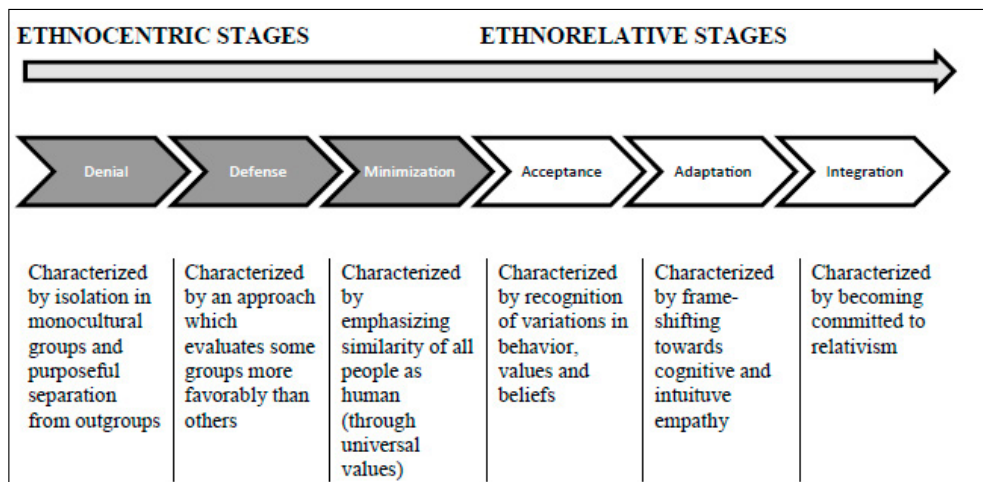 ETHNOCENTRIC STAGES
ETHNORELATIVE STAGES
Denial
Defense
Minimization
Acceptance
Adaptation
Integration
Characterized
by isolation in
monocultural
groups and
purposeful
separation
from outgroups
Characterized
by an approach
which
evaluates some
groups more
favorably than
others
Characterized
by
emphasizing
similarity of all
people as
human
(through
universal
values)
Characterized
by recognition
of variations in
behavior,
values and
beliefs
Characterized
by frame-
shifting
towards
cognitive and
intuituve
empathy
Characterized
by becoming
committed to
relativism